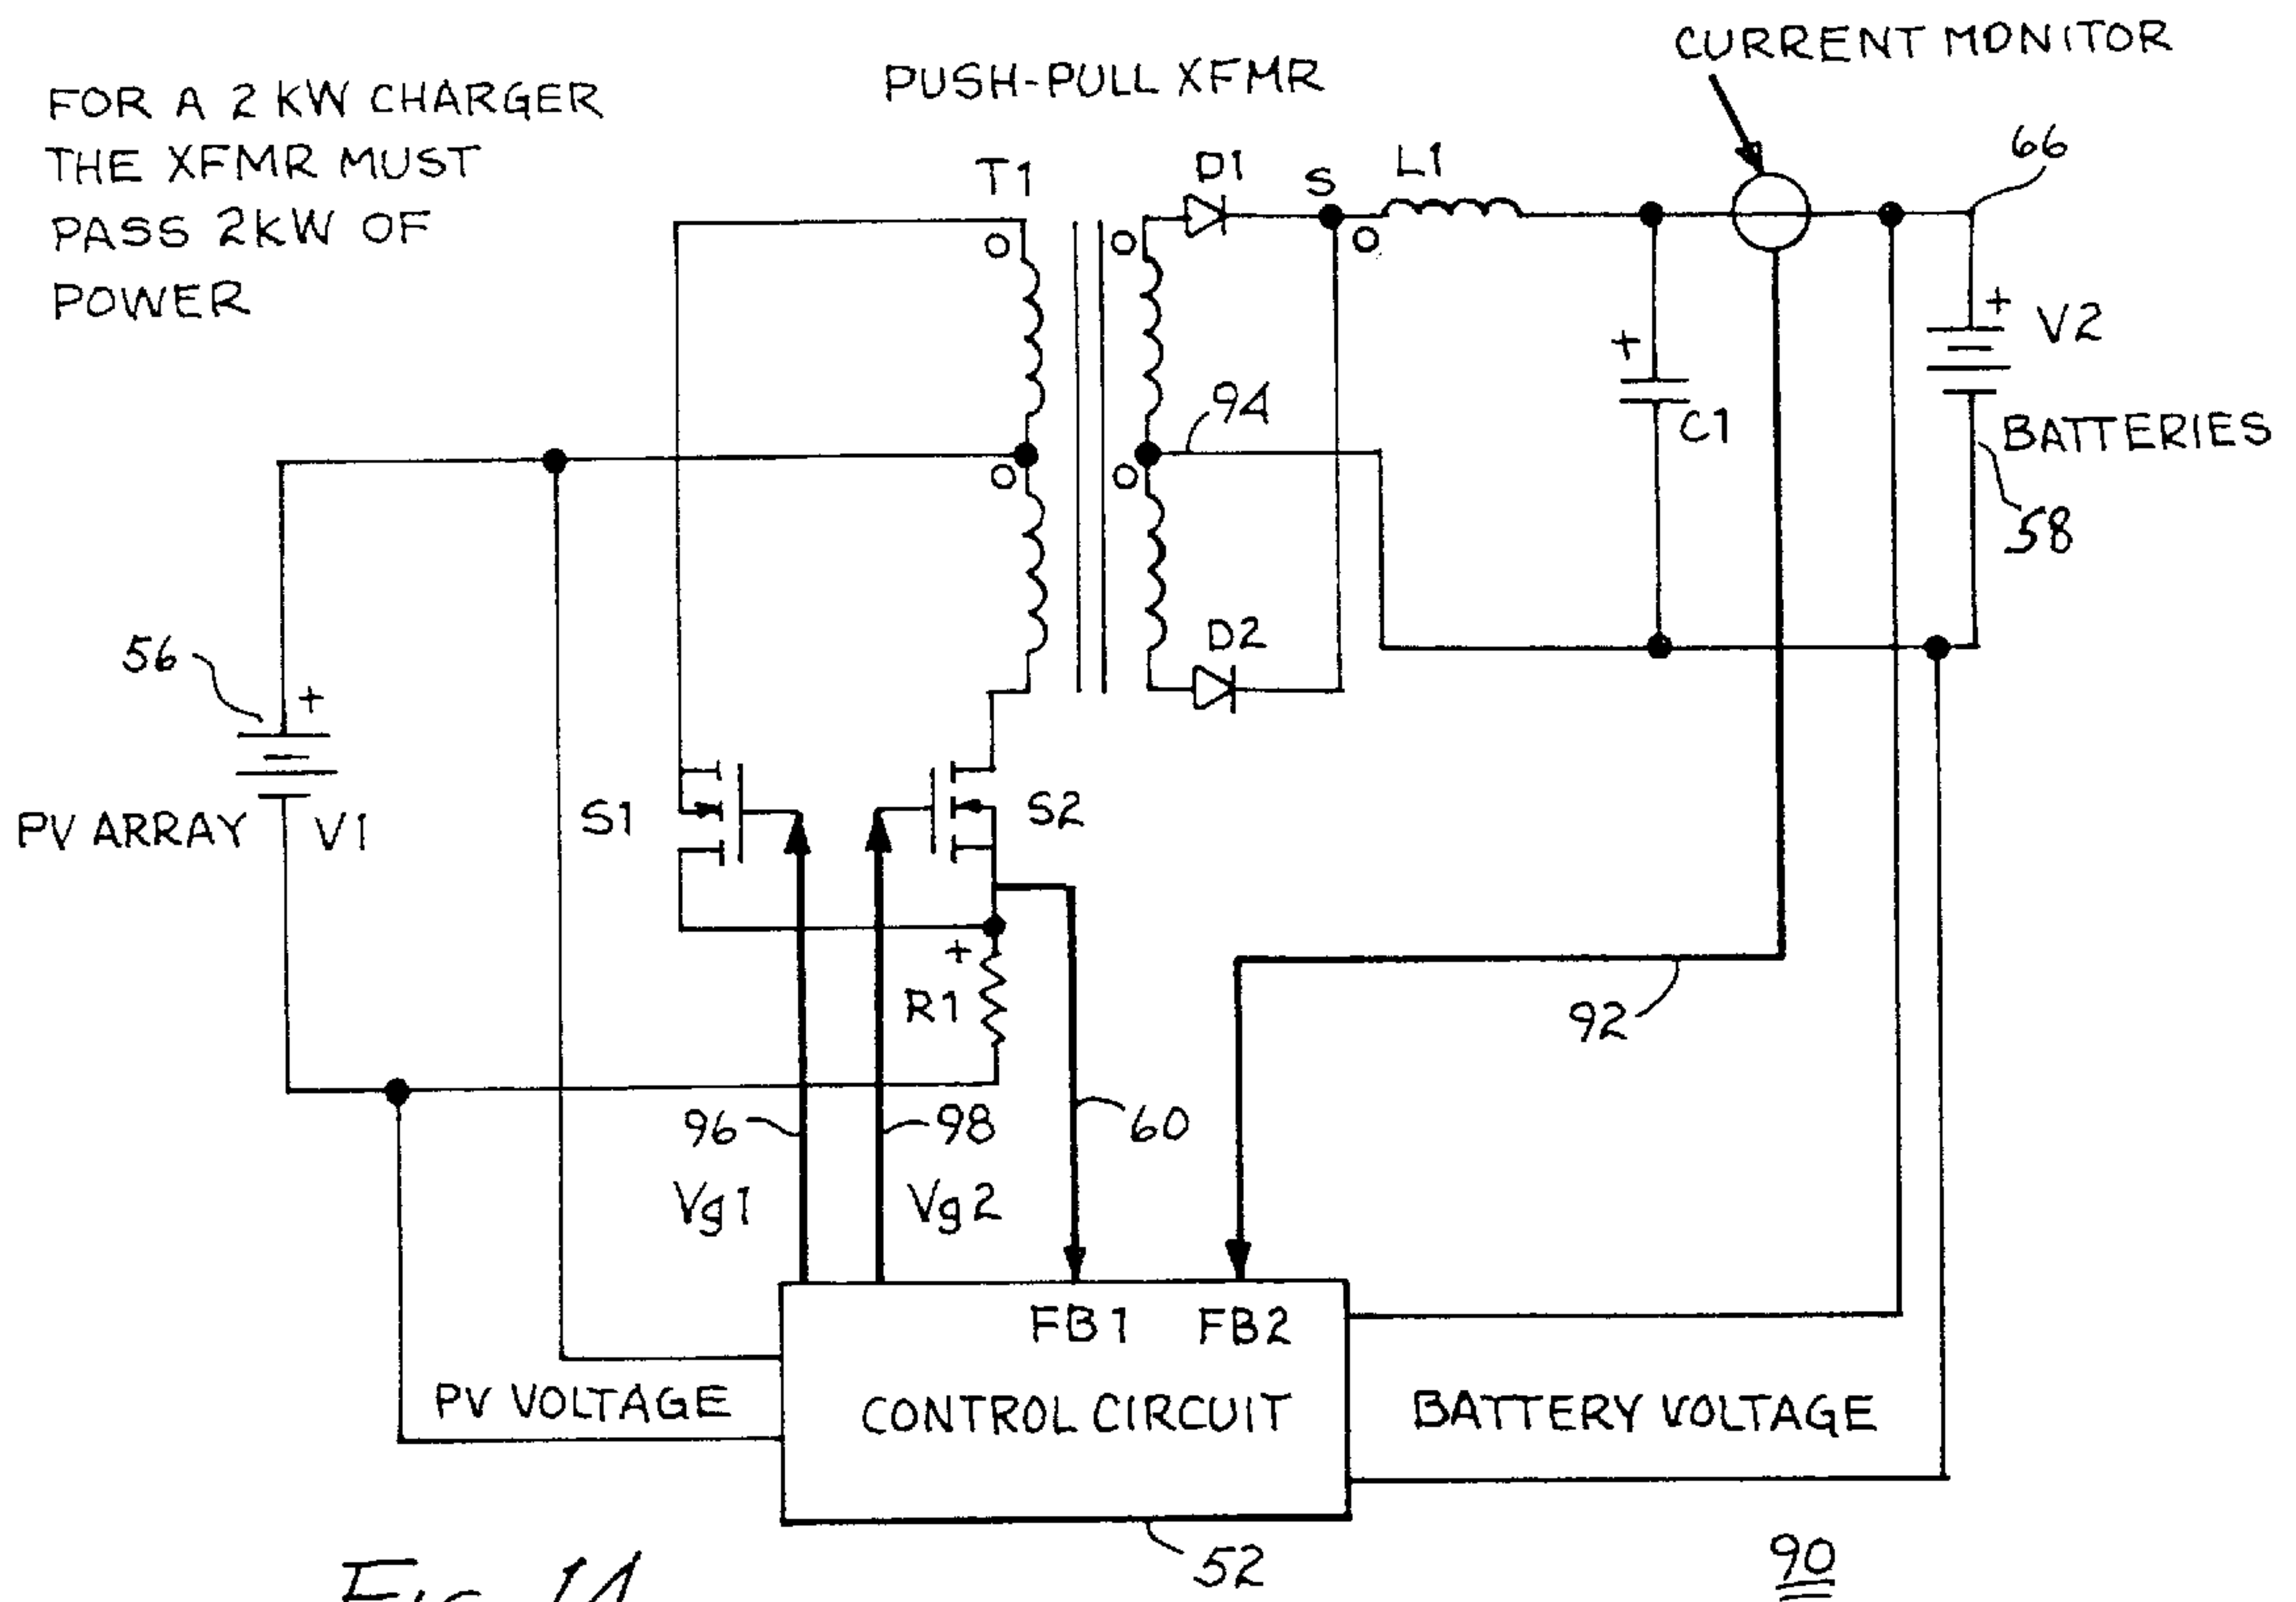 FOR A 2 KW CHARGER
THE XFMR MUST
PASS 2KW OF
POWER
PUSH-PULL XFMR
CURRENT MONITOR
66
T1
D1
S
L1
+
V2
+
C1
94
BATTERIES
58
D2
56
+
PV ARRAY
V1
S1
S2
+
R1
92
96
98
60
Vg1
Vg2
FB1
FB2
PV VOLTAGE
CONTROL CIRCUIT
BATTERY VOLTAGE
52
90